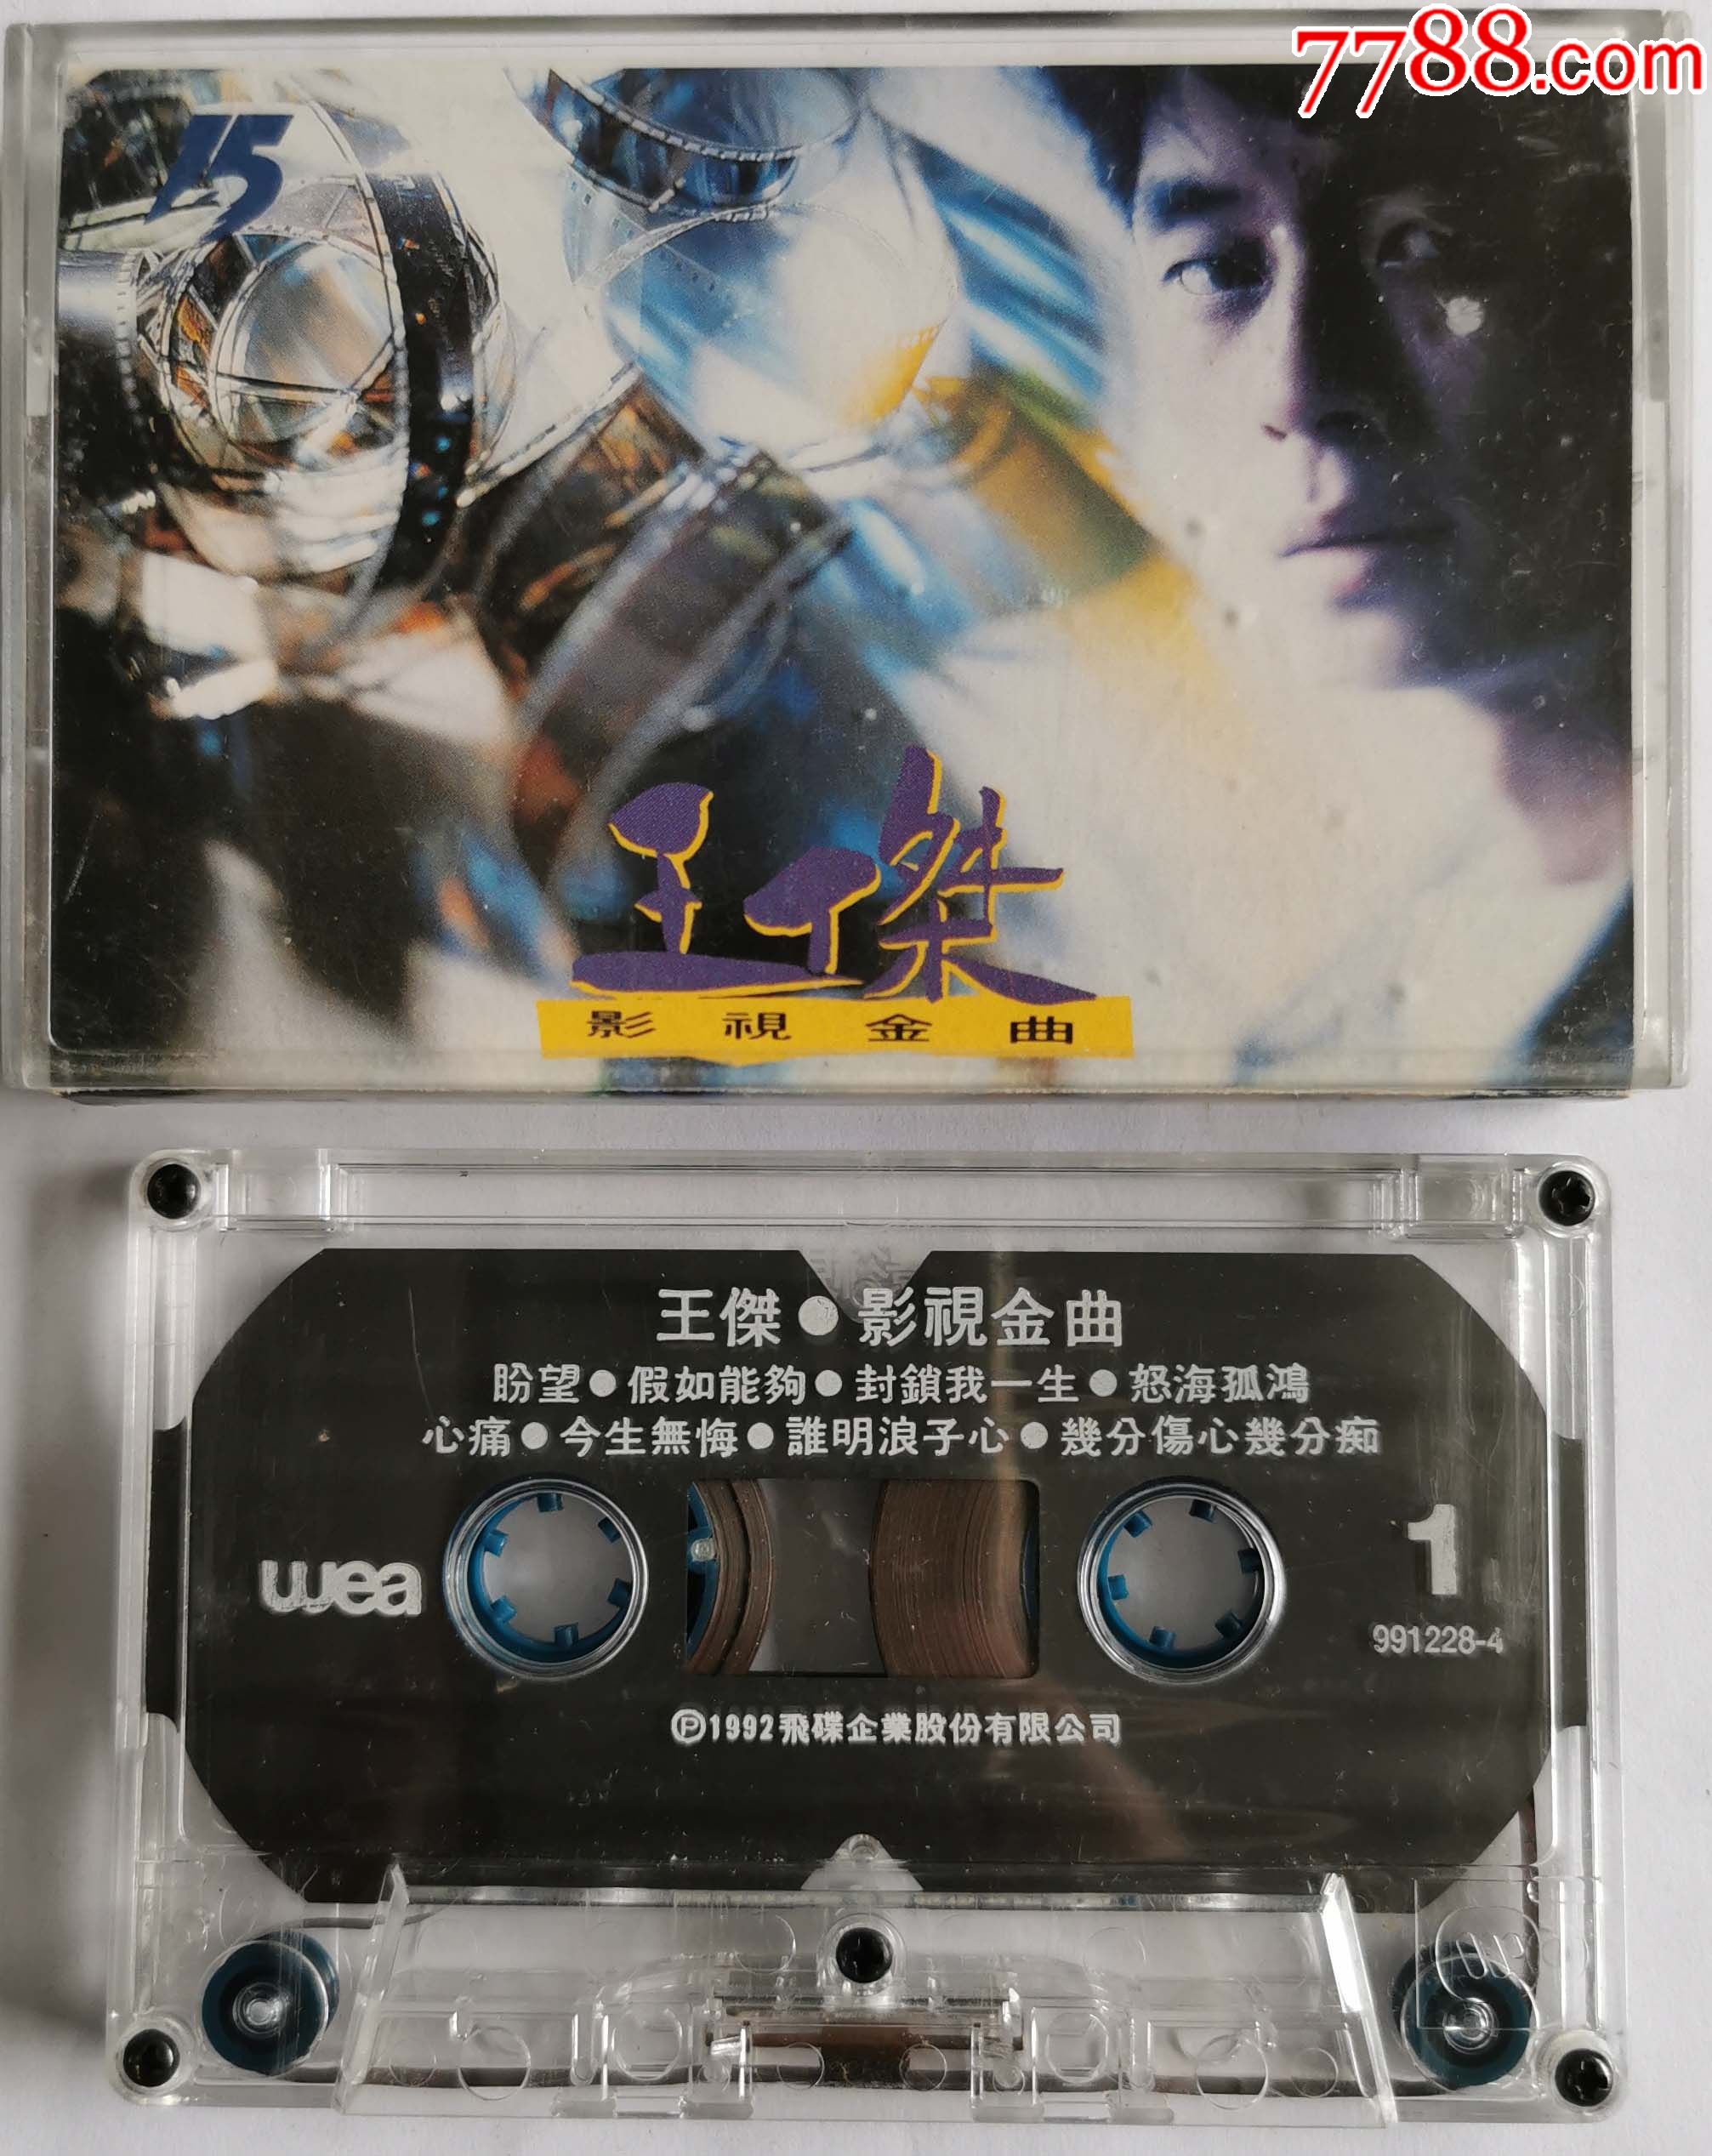 7788.com
15
王傑
影視金曲
王傑●影視金曲
盼望●假如能夠●封鎖我一生●怒海孤鴻
心痛●今生無悔●誰明浪子心●幾分傷心幾分痴
wea
1
991228-4
Ⓟ1992飛碟企業股份有限公司